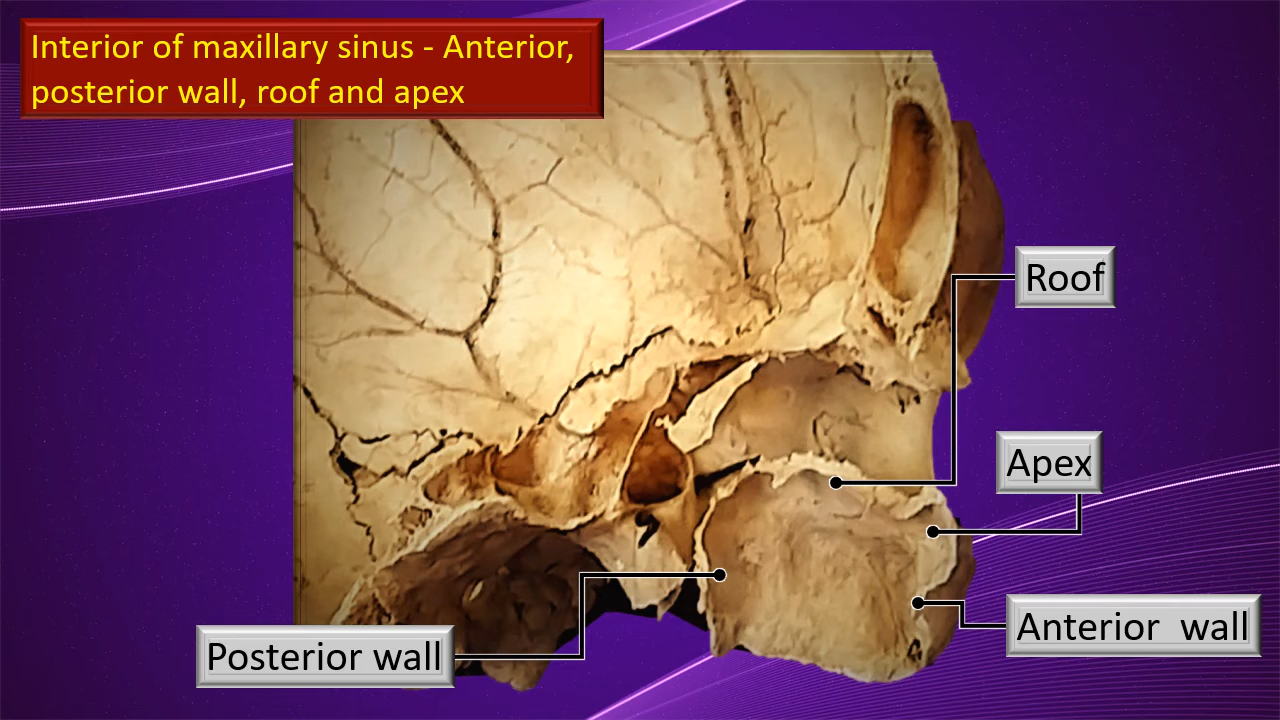 Interior of maxillary sinus - Anterior,
posterior wall, roof and apex
Roof
Apex
Anterior wall
Posterior wall